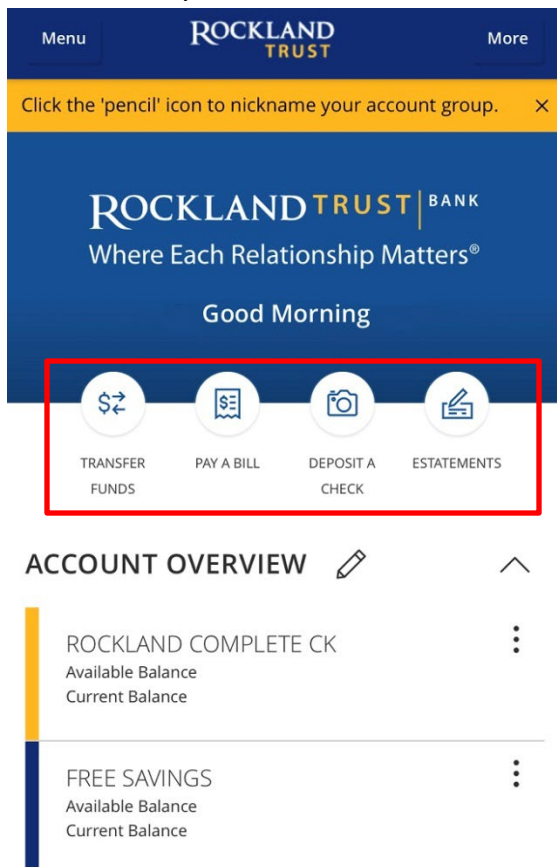 Menu
ROCKLAND
TRUST
More
Click the 'pencil' icon to nickname your account group.
ROCKLAND TRUST BANK
Where Each Relationship Matters®
Good Morning
TRANSFER FUNDS
PAY A BILL
DEPOSIT A CHECK
ESTATEMENTS
ACCOUNT OVERVIEW
ROCKLAND COMPLETE CK
Available Balance
Current Balance
FREE SAVINGS
Available Balance
Current Balance